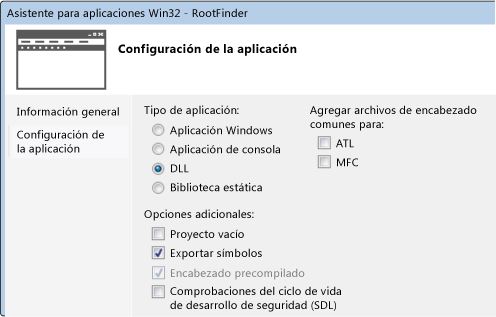 Asistente para aplicaciones Win32 - RootFinder
Configuración de la aplicación
Información general
Configuración de
la aplicación
Tipo de aplicación:
Aplicación Windows
Aplicación de consola
DLL
Biblioteca estática
Agregar archivos de encabezado
comunes para:
ATL
MFC
Opciones adicionales:
Proyecto vacío
Exportar símbolos
Encabezado precompilado
Comprobaciones del ciclo de vida
de desarrollo de seguridad (SDL)